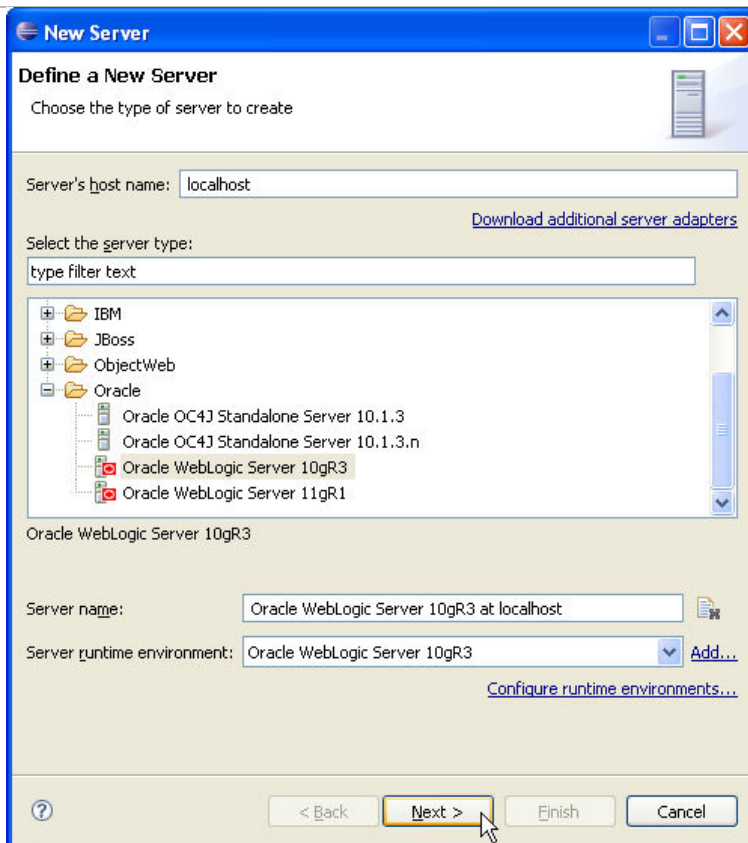 New Server
Define a New Server
Choose the type of server to create
Server's host name: localhost
Download additional server adapters
Select the server type:
type filter text
IBM
JBoss
ObjectWeb
Oracle
Oracle OC4J Standalone Server 10.1.3
Oracle OC4J Standalone Server 10.1.3.n
Oracle WebLogic Server 10gR3
Oracle WebLogic Server 11gR1
Oracle WebLogic Server 10gR3
Server name: Oracle WebLogic Server 10gR3 at localhost
Server runtime environment: Oracle WebLogic Server 10gR3 Add...
Configure runtime environments...
? < Back Next > Finish Cancel